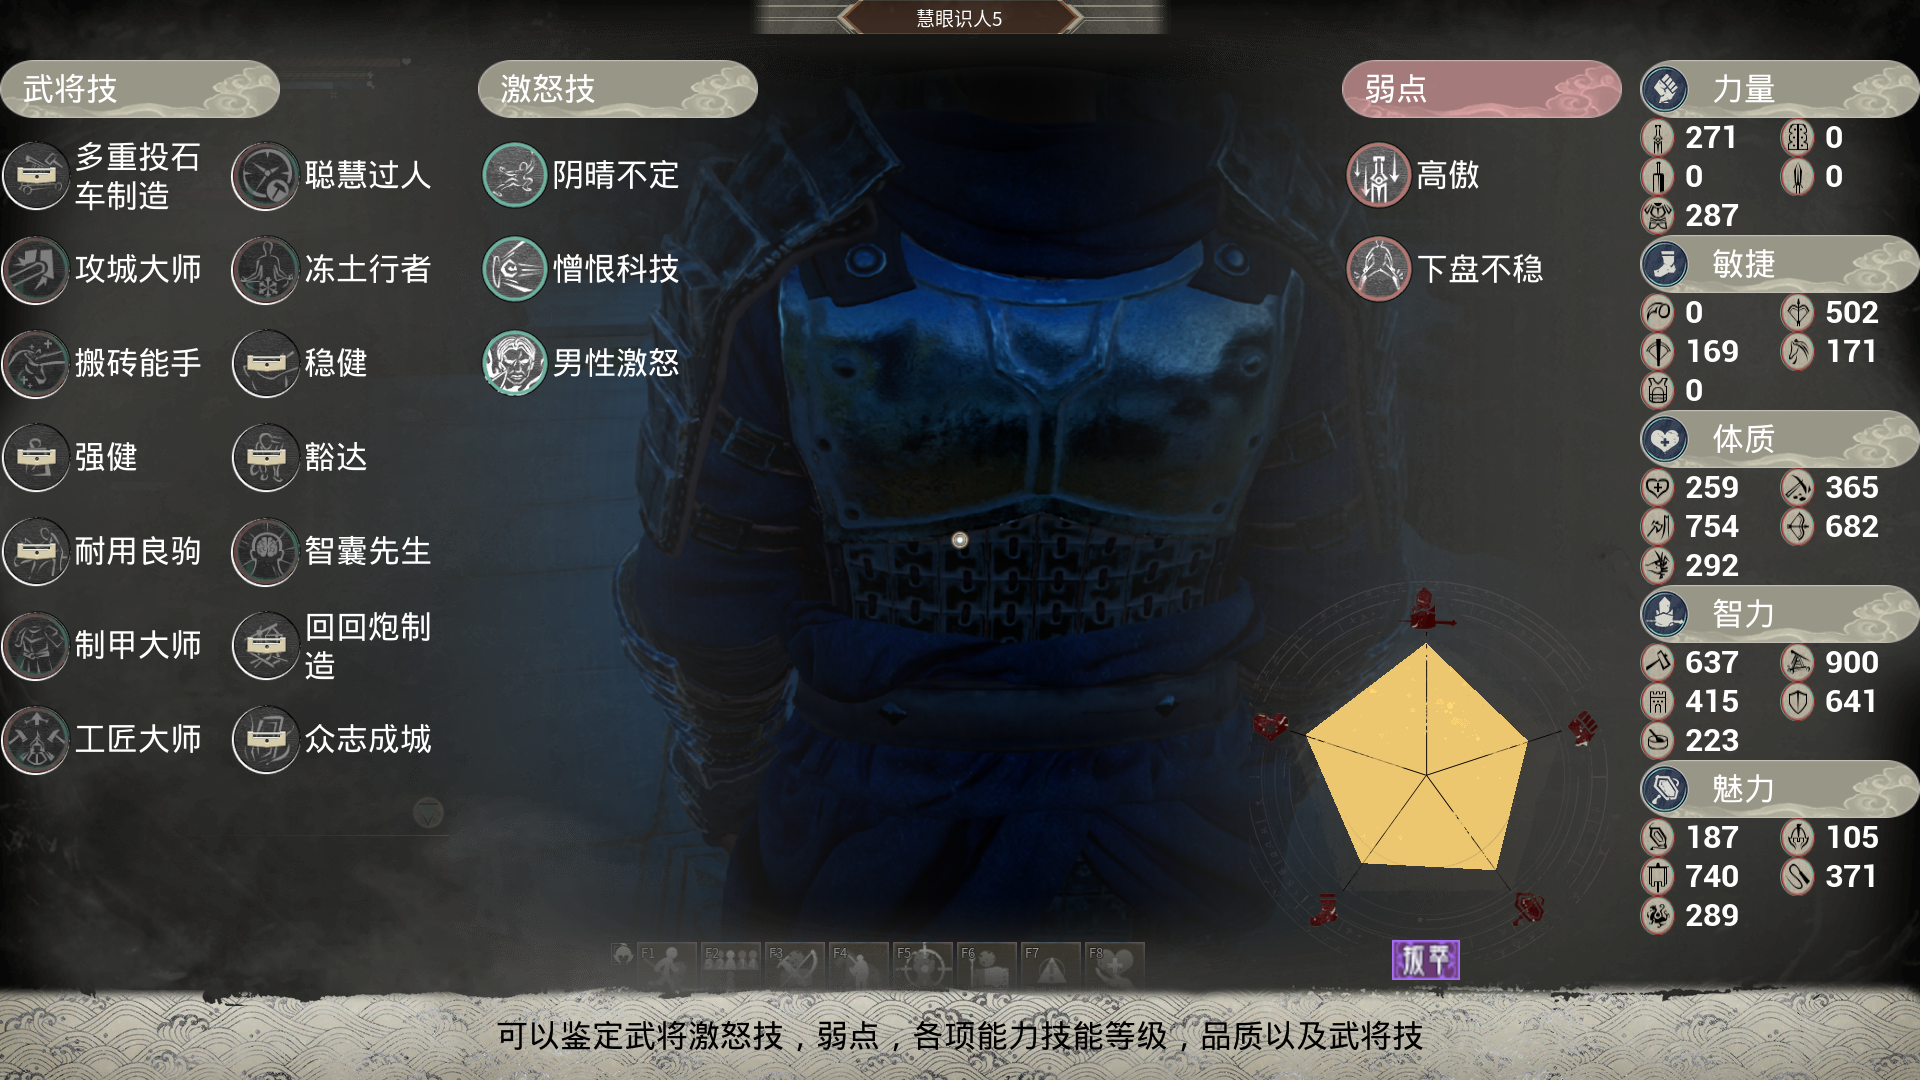 慧眼识人5
武将技
多重投石
车制造
聪慧过人
攻城大师
冻土行者
搬砖能手
稳健
强健
豁达
耐用良驹
智囊先生
制甲大师
回回炮制
造
工匠大师
众志成城
激怒技
阴晴不定
憎恨科技
男性激怒
弱点
高傲
下盘不稳
力量
271 0
0 0
287
敏捷
0 502
169 171
0
体质
259 365
754 682
292
智力
637 900
415 641
223
魅力
187 105
740 371
289
拔萃
F1 F2 F3 F4 F5 F6 F7 F8
可以鉴定武将激怒技，弱点，各项能力技能等级，品质以及武将技